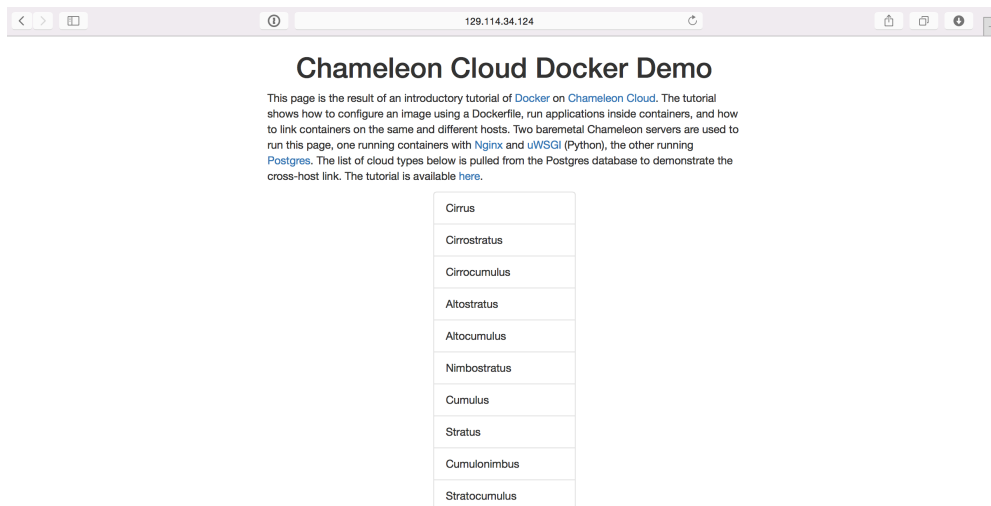 129.114.34.124
Chameleon Cloud Docker Demo
This page is the result of an introductory tutorial of Docker on Chameleon Cloud. The tutorial
shows how to configure an image using a Dockerfile, run applications inside containers, and how
to link containers on the same and different hosts. Two baremetal Chameleon servers are used to
run this page, one running containers with Nginx and uWSGI (Python), the other running
Postgres. The list of cloud types below is pulled from the Postgres database to demonstrate the
cross-host link. The tutorial is available here.
Cirrus
Cirrostratus
Cirrocumulus
Altostratus
Altocumulus
Nimbostratus
Cumulus
Stratus
Cumulonimbus
Stratocumulus